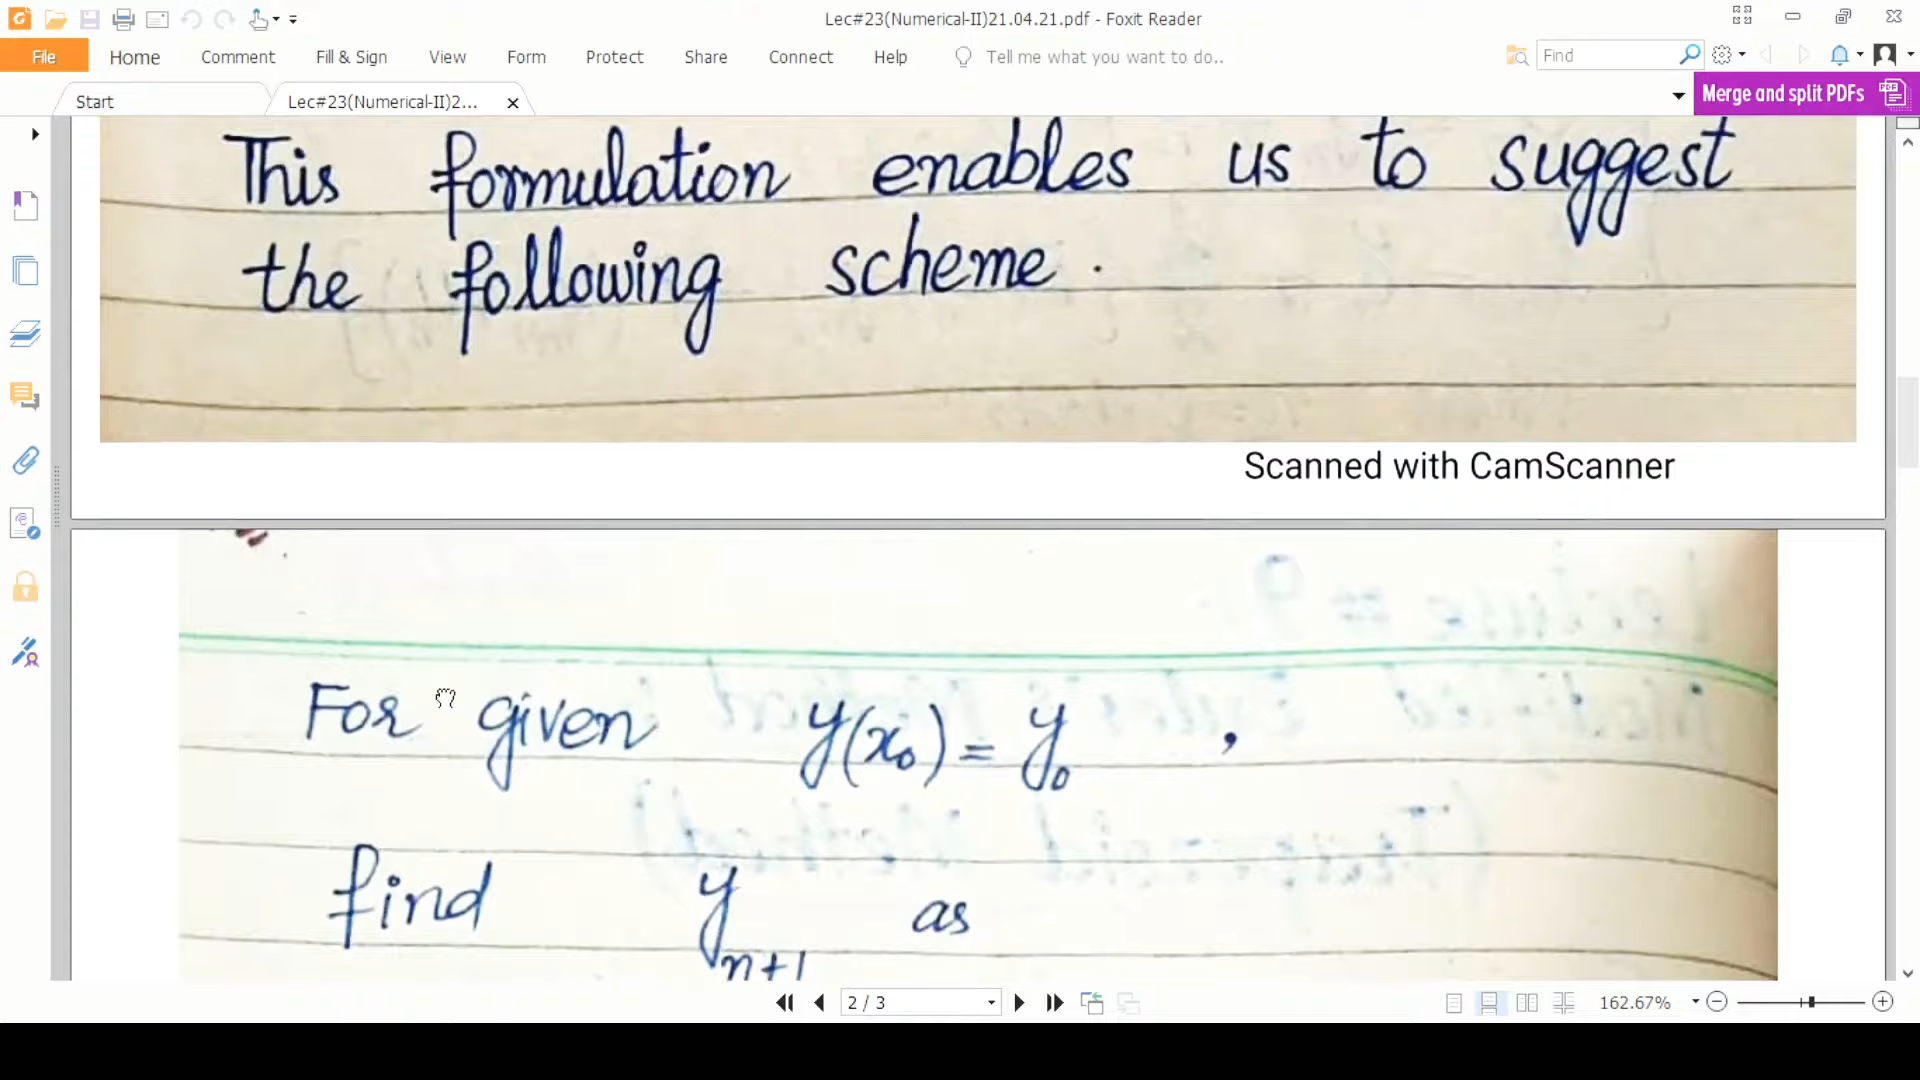 Lec#23(Numerical-II)21.04.21.pdf - Foxit Reader
File Home Comment Fill & Sign View Form Protect Share Connect Help Tell me what you want to do.. Find
Start Lec#23(Numerical-II)2... Merge and split PDFs
This formulation enables us to suggest
the following scheme.
Scanned with CamScanner
For given y(x₀) = y₀ ,
find yₙ₊₁ as
2 / 3 162.67%